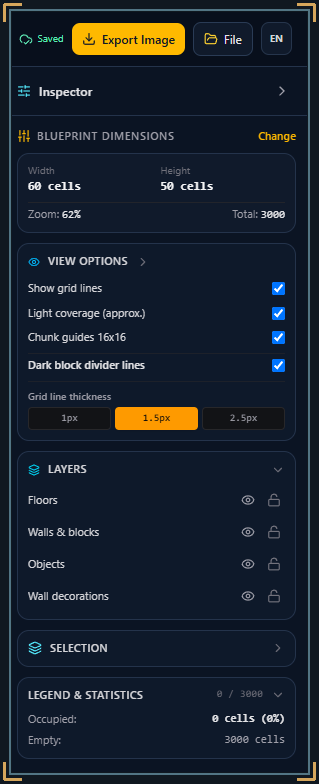 Saved Export Image File EN
Inspector
BLUEPRINT DIMENSIONS Change
Width Height
60 cells 50 cells
Zoom: 62% Total: 3000
VIEW OPTIONS
Show grid lines
Light coverage (approx.)
Chunk guides 16x16
Dark block divider lines
Grid line thickness
1px 1.5px 2.5px
LAYERS
Floors
Walls & blocks
Objects
Wall decorations
SELECTION
LEGEND & STATISTICS 0 / 3000
Occupied: 0 cells (0%)
Empty: 3000 cells